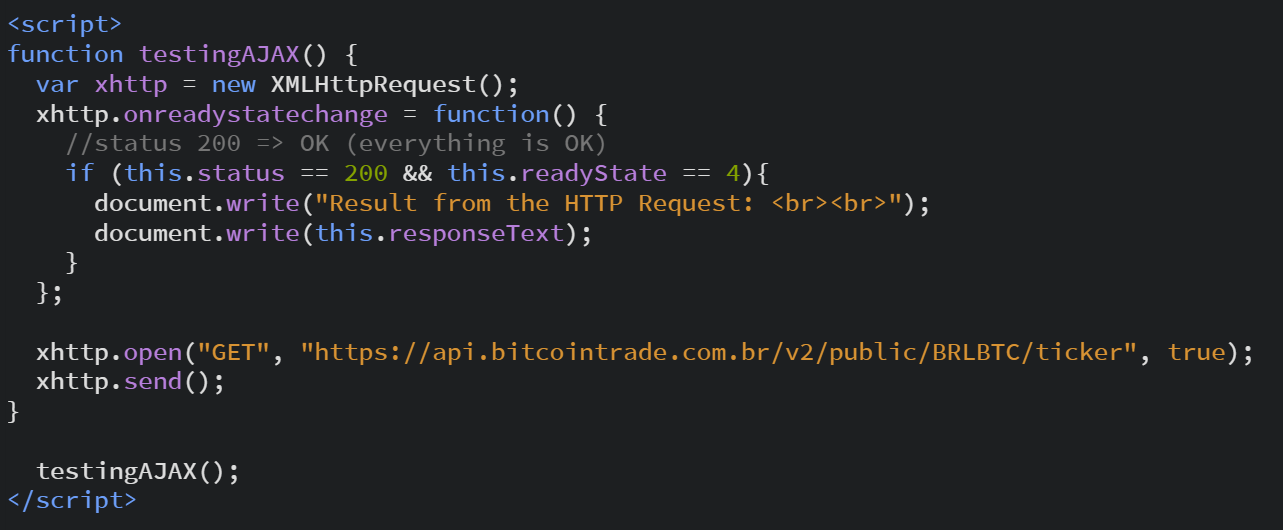 <script>
function testingAJAX() {
  var xhttp = new XMLHttpRequest();
  xhttp.onreadystatechange = function() {
    //status 200 => OK (everything is OK)
    if (this.status == 200 && this.readyState == 4){
      document.write("Result from the HTTP Request: <br><br>");
      document.write(this.responseText);
    }
  };

  xhttp.open("GET", "https://api.bitcointrade.com.br/v2/public/BRLBTC/ticker", true);
  xhttp.send();
}

  testingAJAX();
</script>